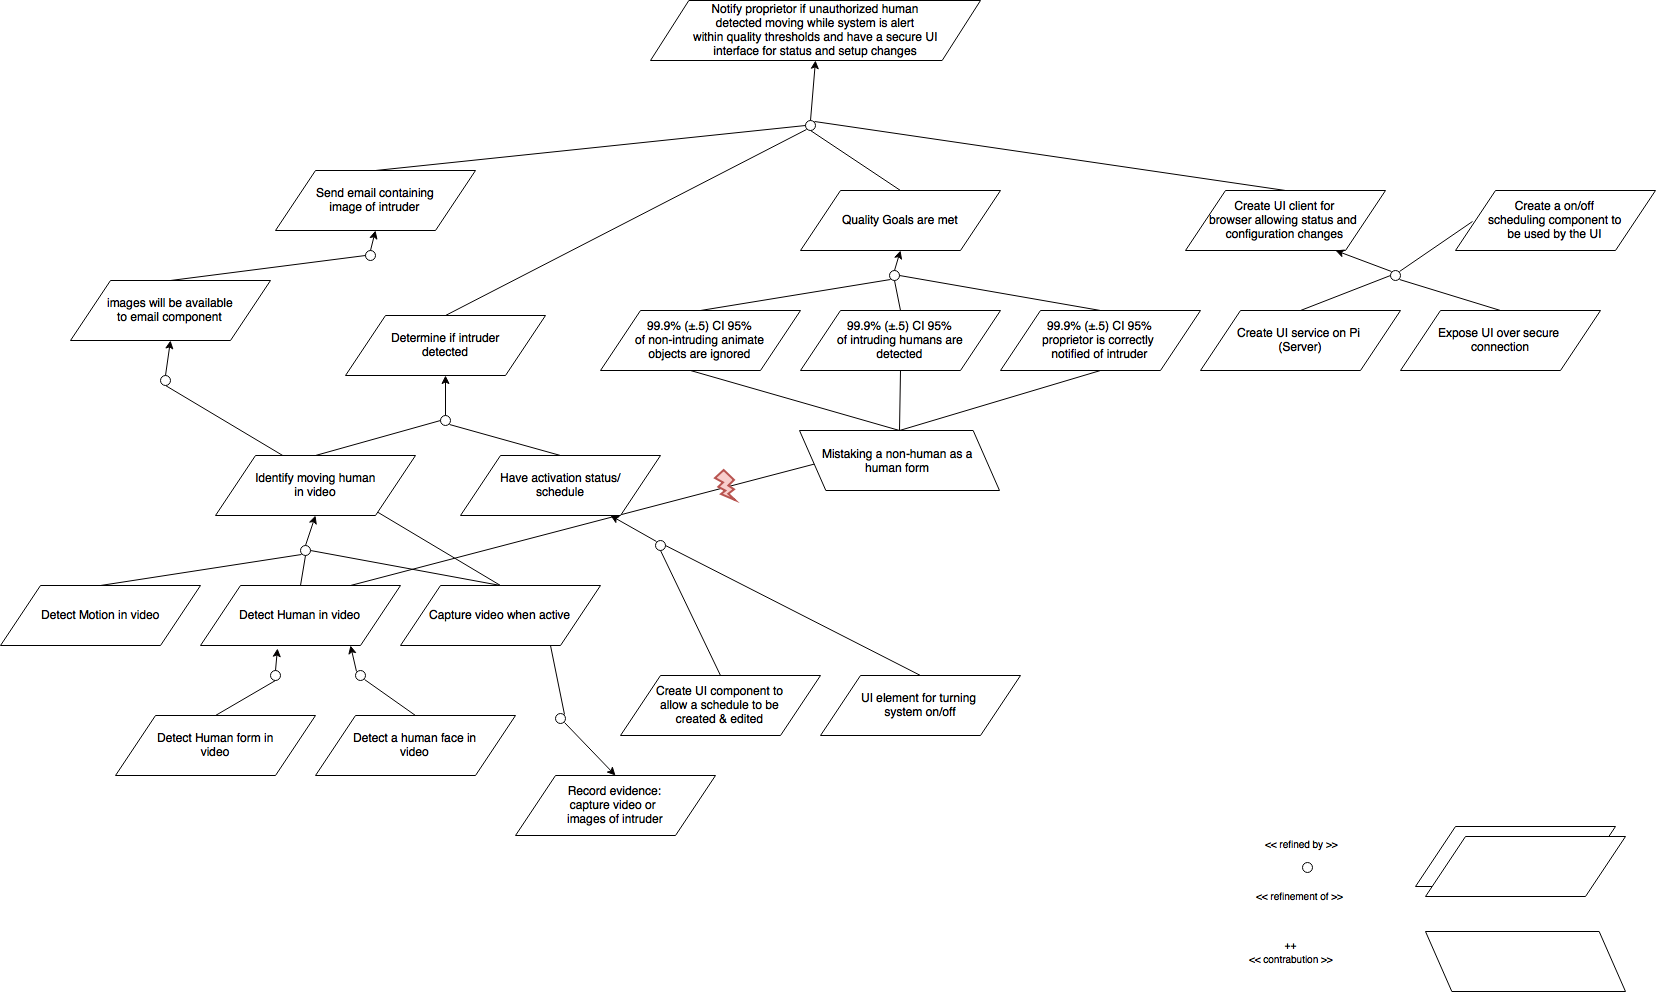 Notify proprietor if unauthorized human
detected moving while system is alert
within quality thresholds and have a secure UI
interface for status and setup changes
Send email containing
image of intruder
Quality Goals are met
Create UI client for
browser allowing status and
configuration changes
Create a on/off
scheduling component to
be used by the UI
images will be available
to email component
Determine if intruder
detected
99.9% (±.5) CI 95%
of non-intruding animate
objects are ignored
99.9% (±.5) CI 95%
of intruding humans are
detected
99.9% (±.5) CI 95%
proprietor is correctly
notified of intruder
Create UI service on Pi
(Server)
Expose UI over secure
connection
Identify moving human
in video
Have activation status/
schedule
Mistaking a non-human as a
human form
Detect Motion in video
Detect Human in video
Capture video when active
Detect Human form in
video
Detect a human face in
video
Create UI component to
allow a schedule to be
created & edited
UI element for turning
system on/off
Record evidence:
capture video or
images of intruder
<< refined by >>
<< refinement of >>
++
<< contrabution >>